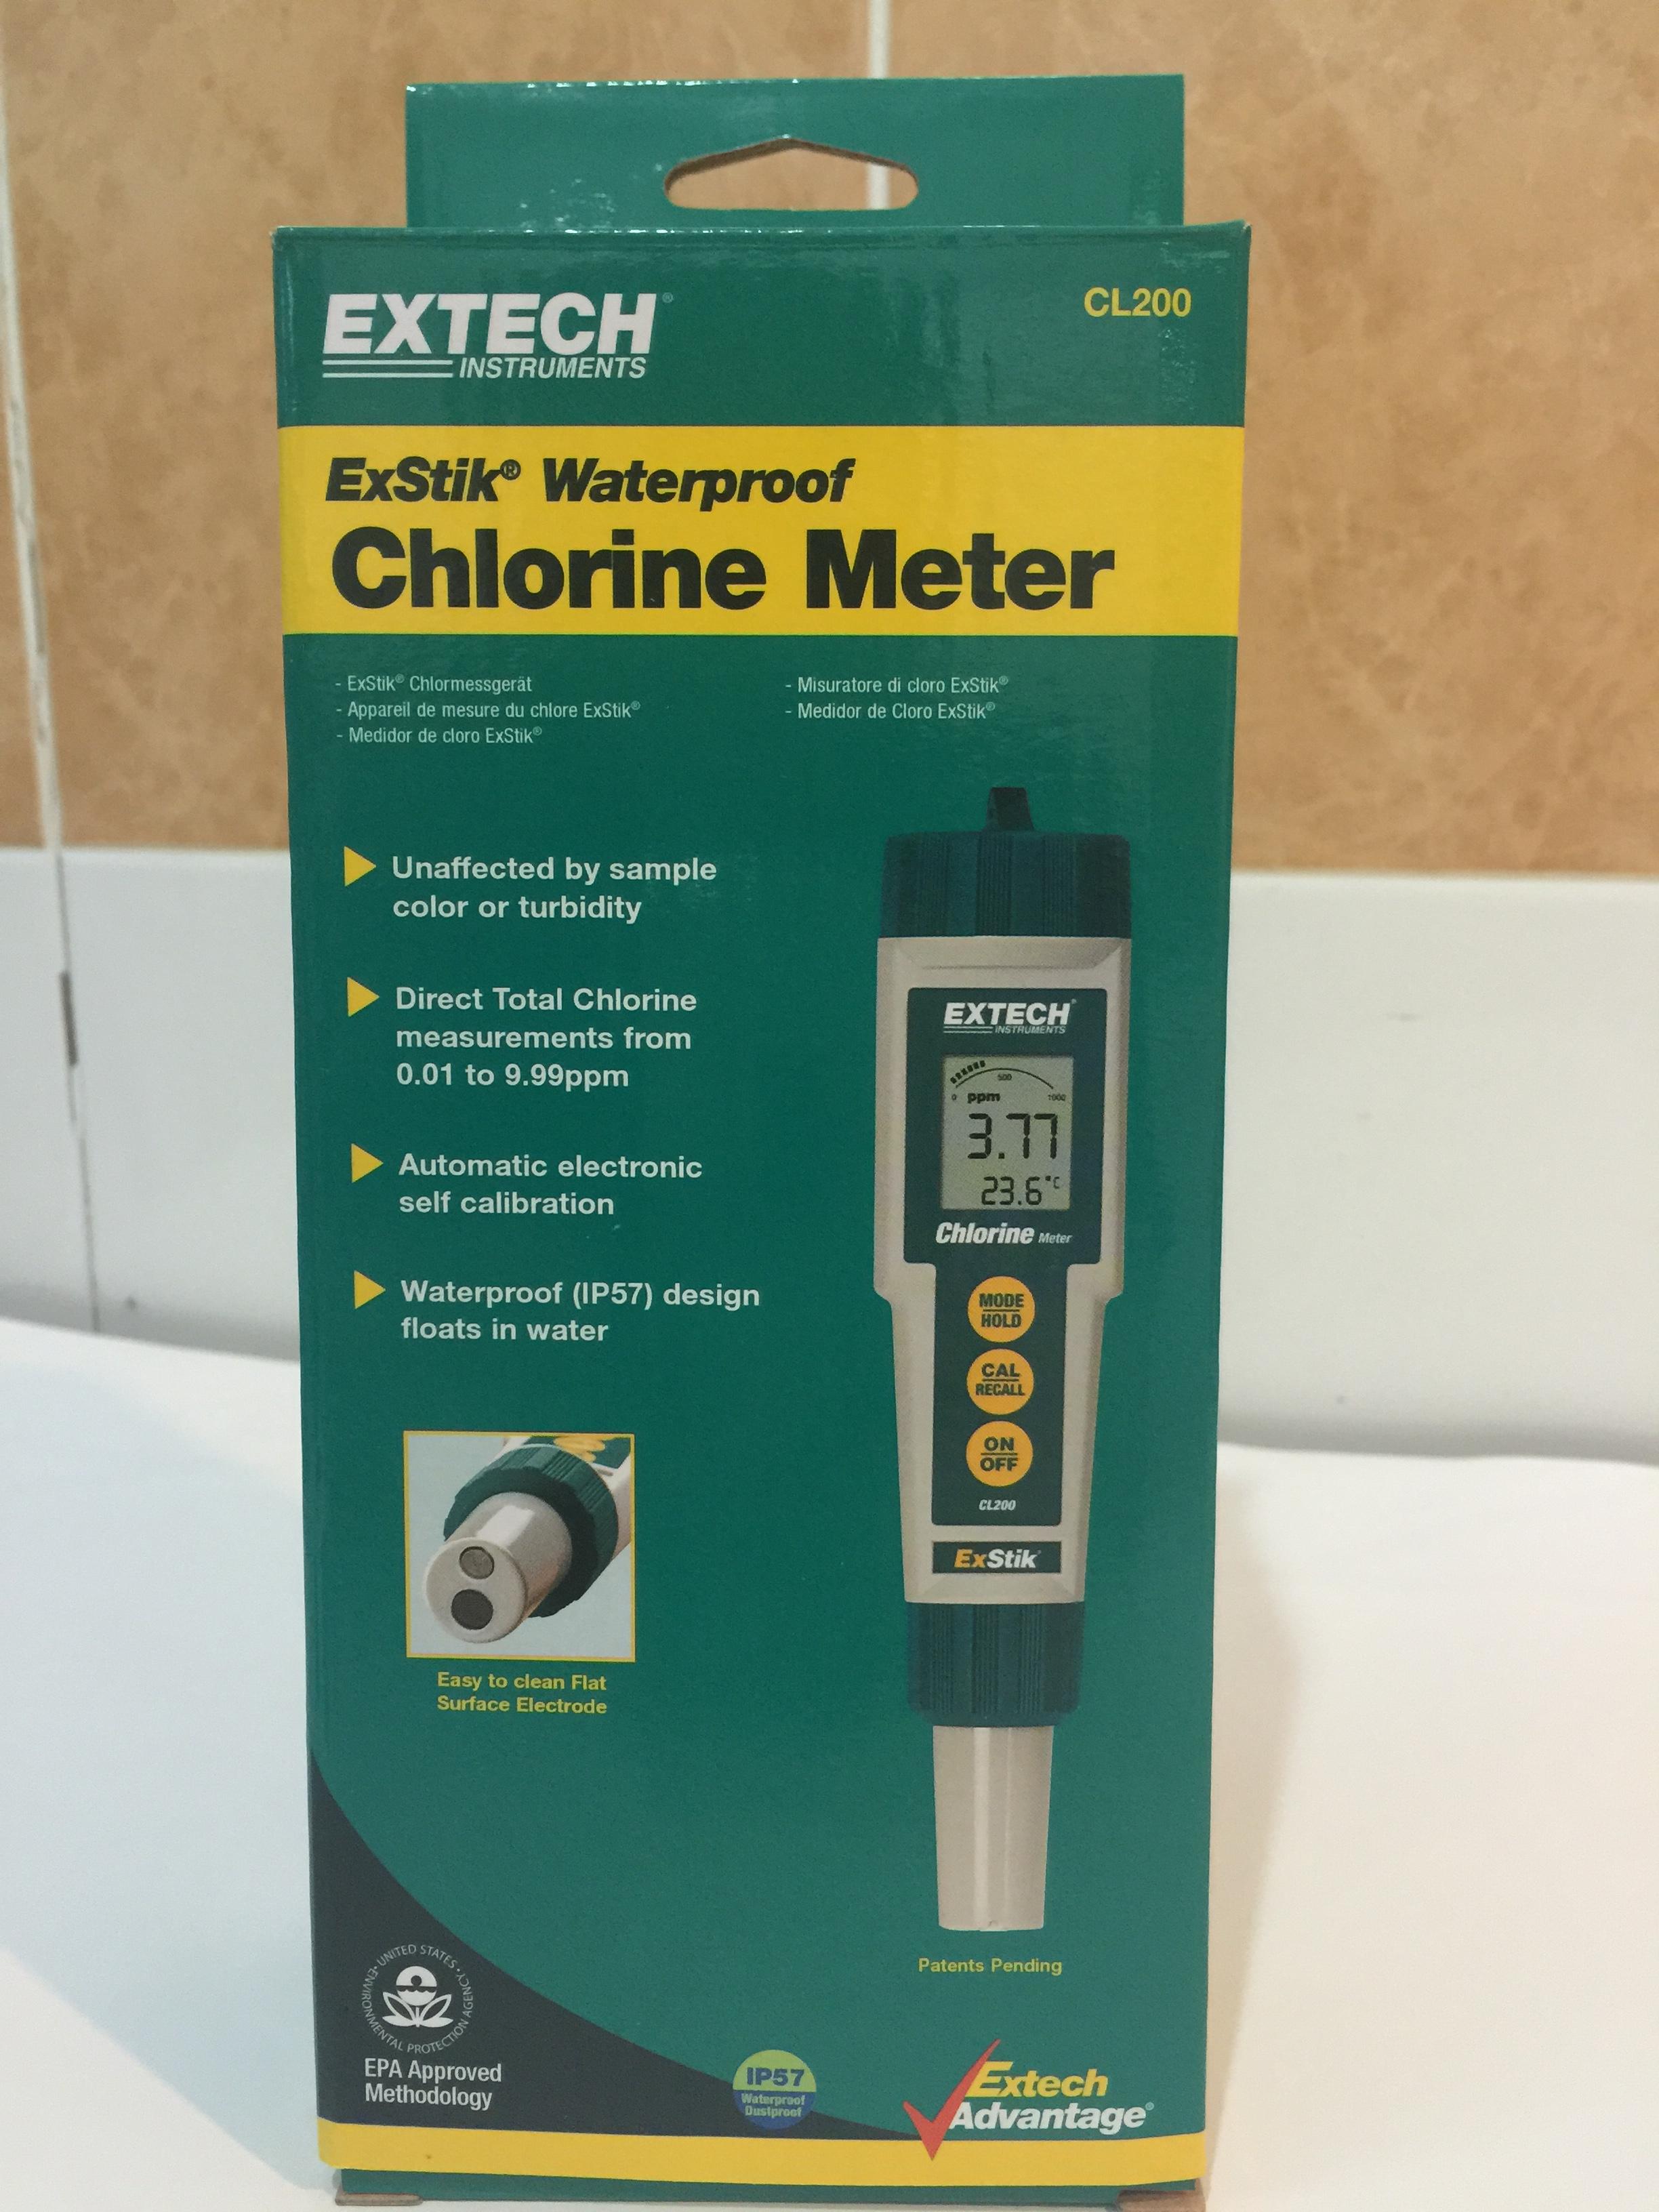 EXTECH®
INSTRUMENTS
CL200
ExStik® Waterproof
Chlorine Meter
- ExStik® Chlormessgerät
- Appareil de mesure du chlore ExStik®
- Medidor de cloro ExStik®
- Misuratore di cloro ExStik®
- Medidor de Cloro ExStik®
Unaffected by sample
color or turbidity
Direct Total Chlorine
measurements from
0.01 to 9.99ppm
Automatic electronic
self calibration
Waterproof (IP57) design
floats in water
Easy to clean Flat
Surface Electrode
EXTECH®
INSTRUMENTS
500
0 ppm 1000
3.77
23.6°C
Chlorine Meter
MODE
HOLD
CAL
RECALL
ON
OFF
CL200
ExStik®
Patents Pending
UNITED STATES • ENVIRONMENTAL PROTECTION AGENCY •
EPA Approved
Methodology
IP57
Waterproof
Dustproof
Extech
Advantage®